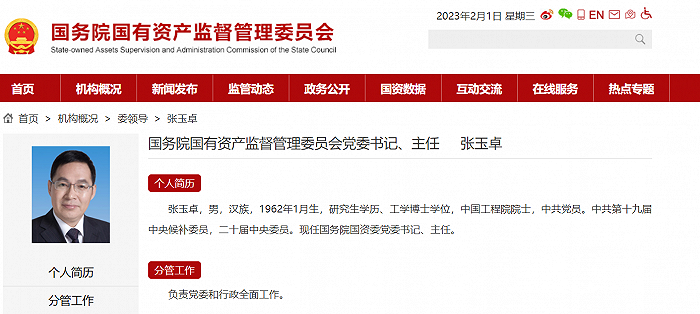 2023年2月1日 星期三
EN
国务院国有资产监督管理委员会
State-owned Assets Supervision and Administration Commission of the State Council
首页 机构概况 新闻发布 监管动态 政务公开 国资数据 互动交流 在线服务 热点专题
首页 > 机构概况 > 委领导 > 张玉卓
国务院国有资产监督管理委员会党委书记、主任 张玉卓
个人简历
张玉卓，男，汉族，1962年1月生，研究生学历、工学博士学位，中国工程院院士，中共党员。中共第十九届
中央候补委员，二十届中央委员。现任国务院国资委党委书记、主任。
个人简历
分管工作
分管工作
负责党委和行政全面工作。